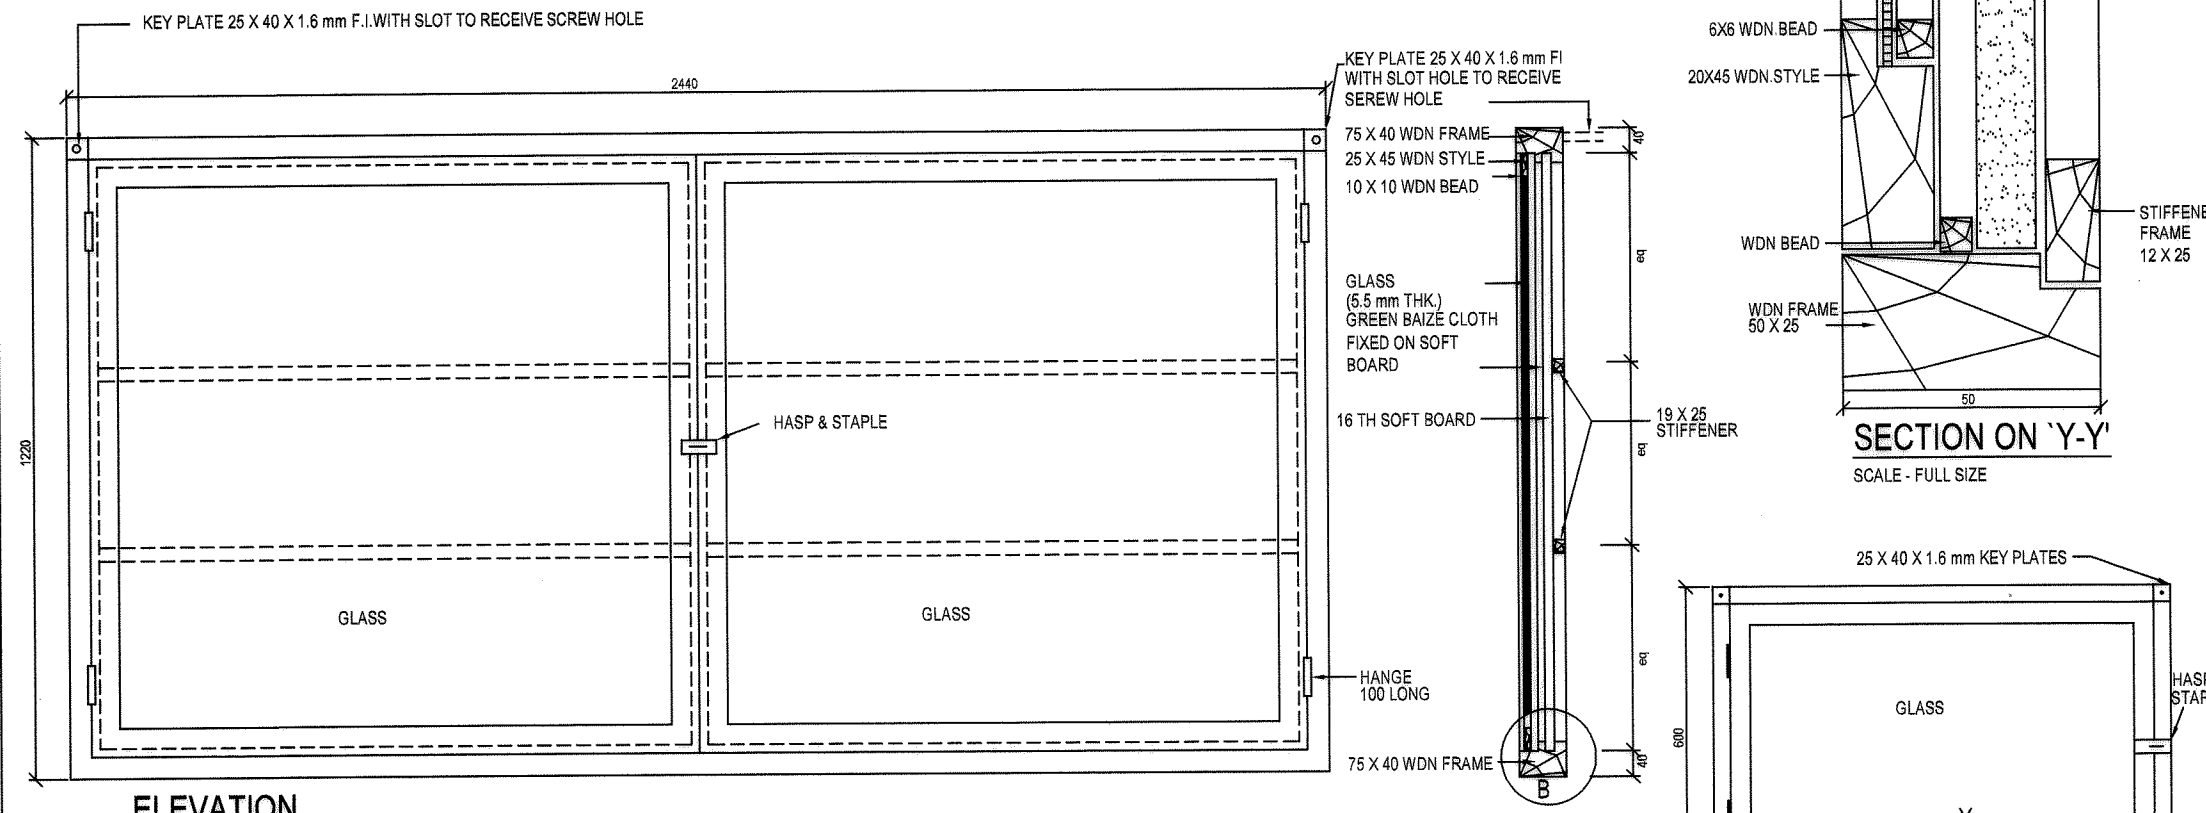 KEY PLATE 25 X 40 X 1.6 mm F.I.WITH SLOT TO RECEIVE SCREW HOLE
2440
1220
HASP & STAPLE
GLASS
GLASS
HANGE
100 LONG
ELEVATION
KEY PLATE 25 X 40 X 1.6 mm FI
WITH SLOT HOLE TO RECEIVE
SEREW HOLE
75 X 40 WDN FRAME
25 X 45 WDN STYLE
10 X 10 WDN BEAD
GLASS
(5.5 mm THK.)
GREEN BAIZE CLOTH
FIXED ON SOFT
BOARD
16 TH SOFT BOARD
75 X 40 WDN FRAME
B
40
eq
eq
eq
40
19 X 25
STIFFENER
6X6 WDN.BEAD
20X45 WDN.STYLE
WDN BEAD
WDN FRAME
50 X 25
STIFFENE
FRAME
12 X 25
50
SECTION ON `Y-Y'
SCALE - FULL SIZE
25 X 40 X 1.6 mm KEY PLATES
600
GLASS
HASP
STAP
Y